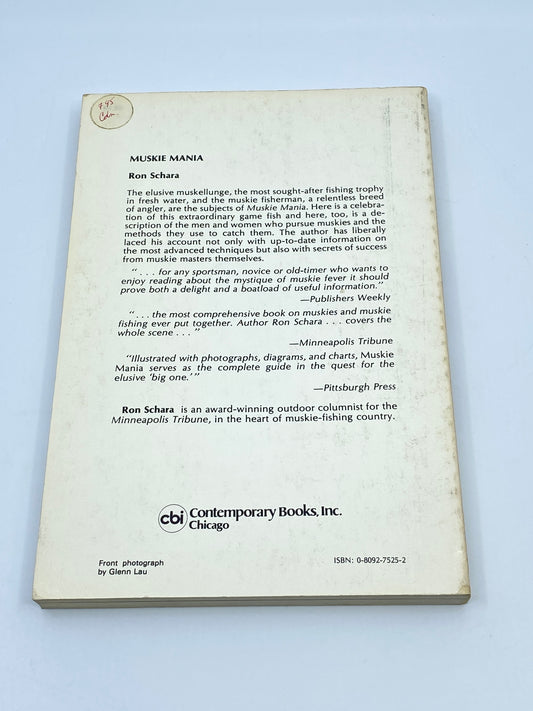 7.95
MUSKIE MANIA
Ron Schara
The elusive muskellunge, the most sought-after fishing trophy
in fresh water, and the muskie fisherman, a relentless breed
of angler, are the subjects of Muskie Mania. Here is a celebra-
tion of this extraordinary game fish and here, too, is a de-
scription of the men and women who pursue muskies and the
methods they use to catch them. The author has liberally
laced his account not only with up-to-date information on
the most advanced techniques but also with secrets of success
from muskie masters themselves.
". . . for any sportsman, novice or old-timer who wants to
enjoy reading about the mystique of muskie fever it should
prove both a delight and a boatload of useful information."
—Publishers Weekly
". . . the most comprehensive book on muskies and muskie
fishing ever put together. Author Ron Schara . . . covers the
whole scene . . . "
—Minneapolis Tribune
"Illustrated with photographs, diagrams, and charts, Muskie
Mania serves as the complete guide in the quest for the
elusive 'big one.'"
—Pittsburgh Press
Ron Schara is an award-winning outdoor columnist for the
Minneapolis Tribune, in the heart of muskie-fishing country.
cbi Contemporary Books, Inc.
Chicago
Front photograph
by Glenn Lau
ISBN: 0-8092-7525-2